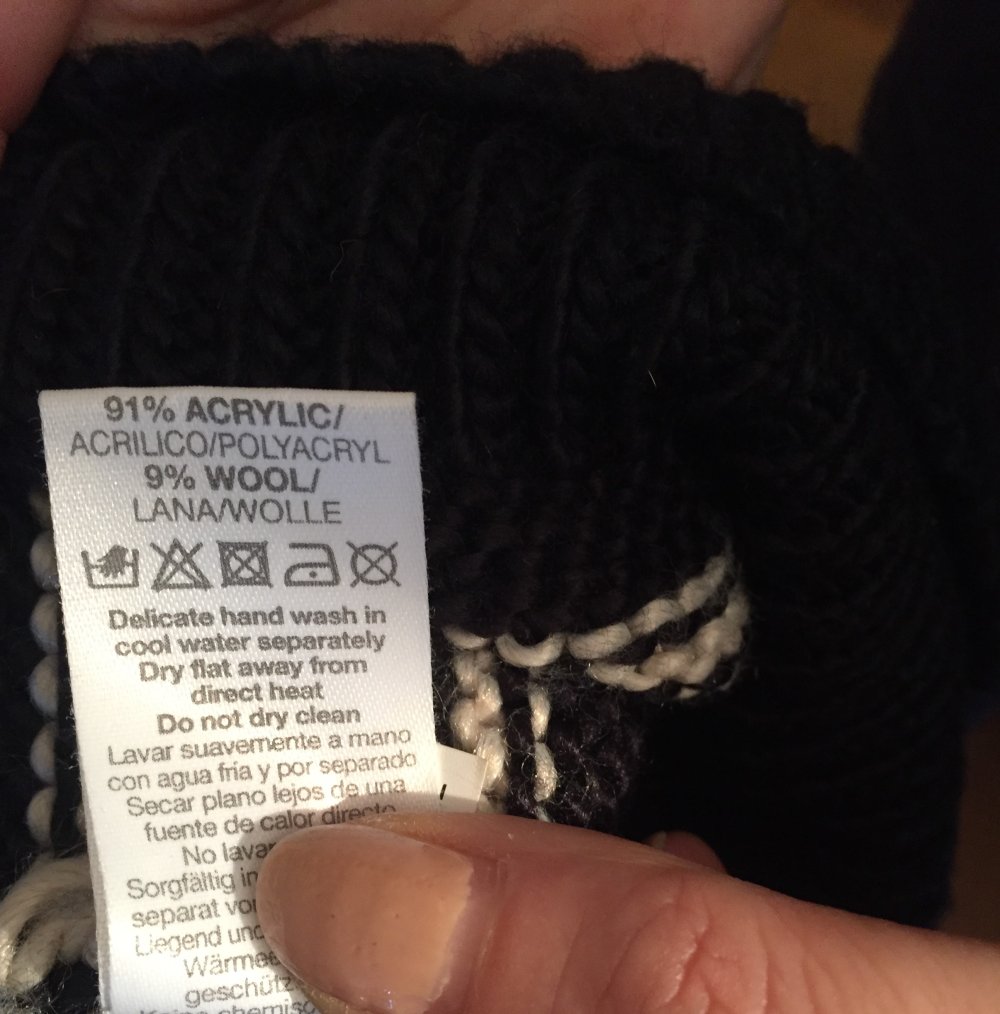 91% ACRYLIC/
ACRILICO/POLYACRYL
9% WOOL/
LANA/WOLLE
Delicate hand wash in
cool water separately
Dry flat away from
direct heat
Do not dry clean
Lavar suavemente a mano
con agua fria y por separado
Secar plano lejos de una
fuente de calor directo
No lavar
Sorgfältig
separat
Liegend und